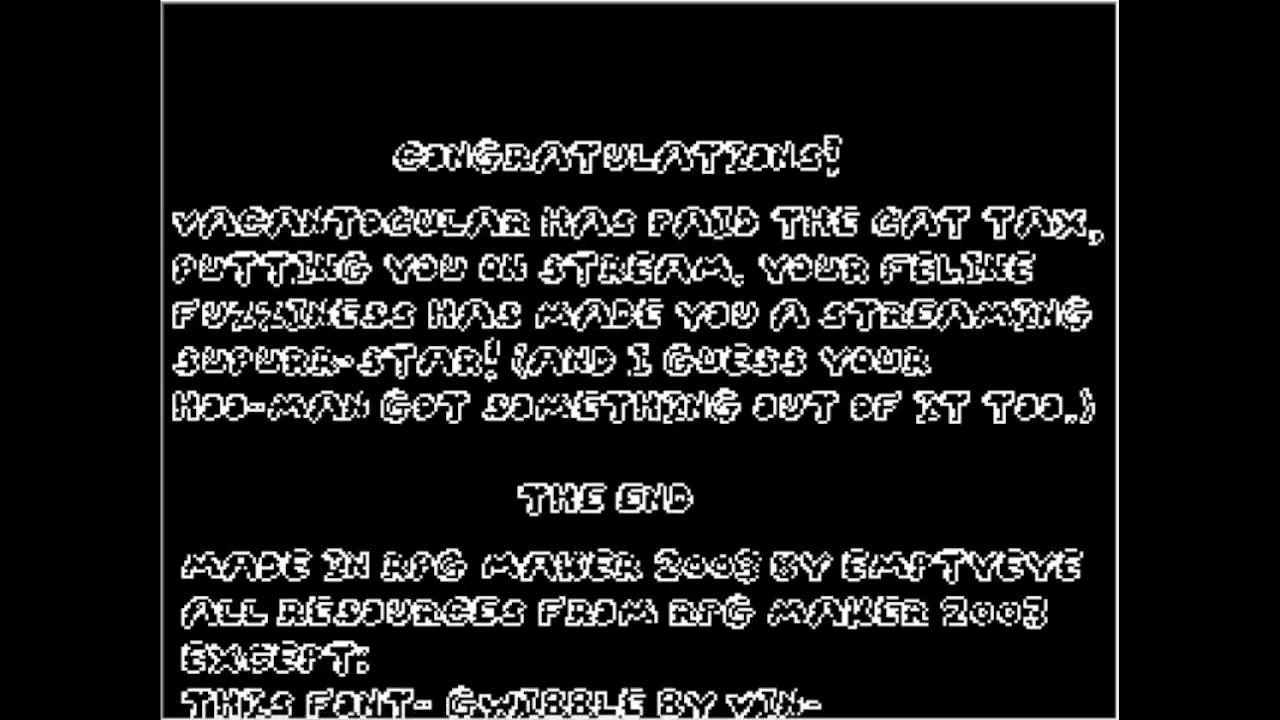 CONGRATULATIONS!
VACANTOCULAR HAS PAID THE CAT TAX,
PUTTING YOU ON STREAM. YOUR FELINE
FUZZINESS HAS MADE YOU A STREAMING
SUPURR-STAR! (AND I GUESS YOUR
HOO-MAN GOT SOMETHING OUT OF IT TOO.)
THE END
MADE IN RPG MAKER 2003 BY EMPTYEYE
ALL RESOURCES FROM RPG MAKER 2003
EXCEPT:
THIS FONT- GWIBBLE BY VIN-